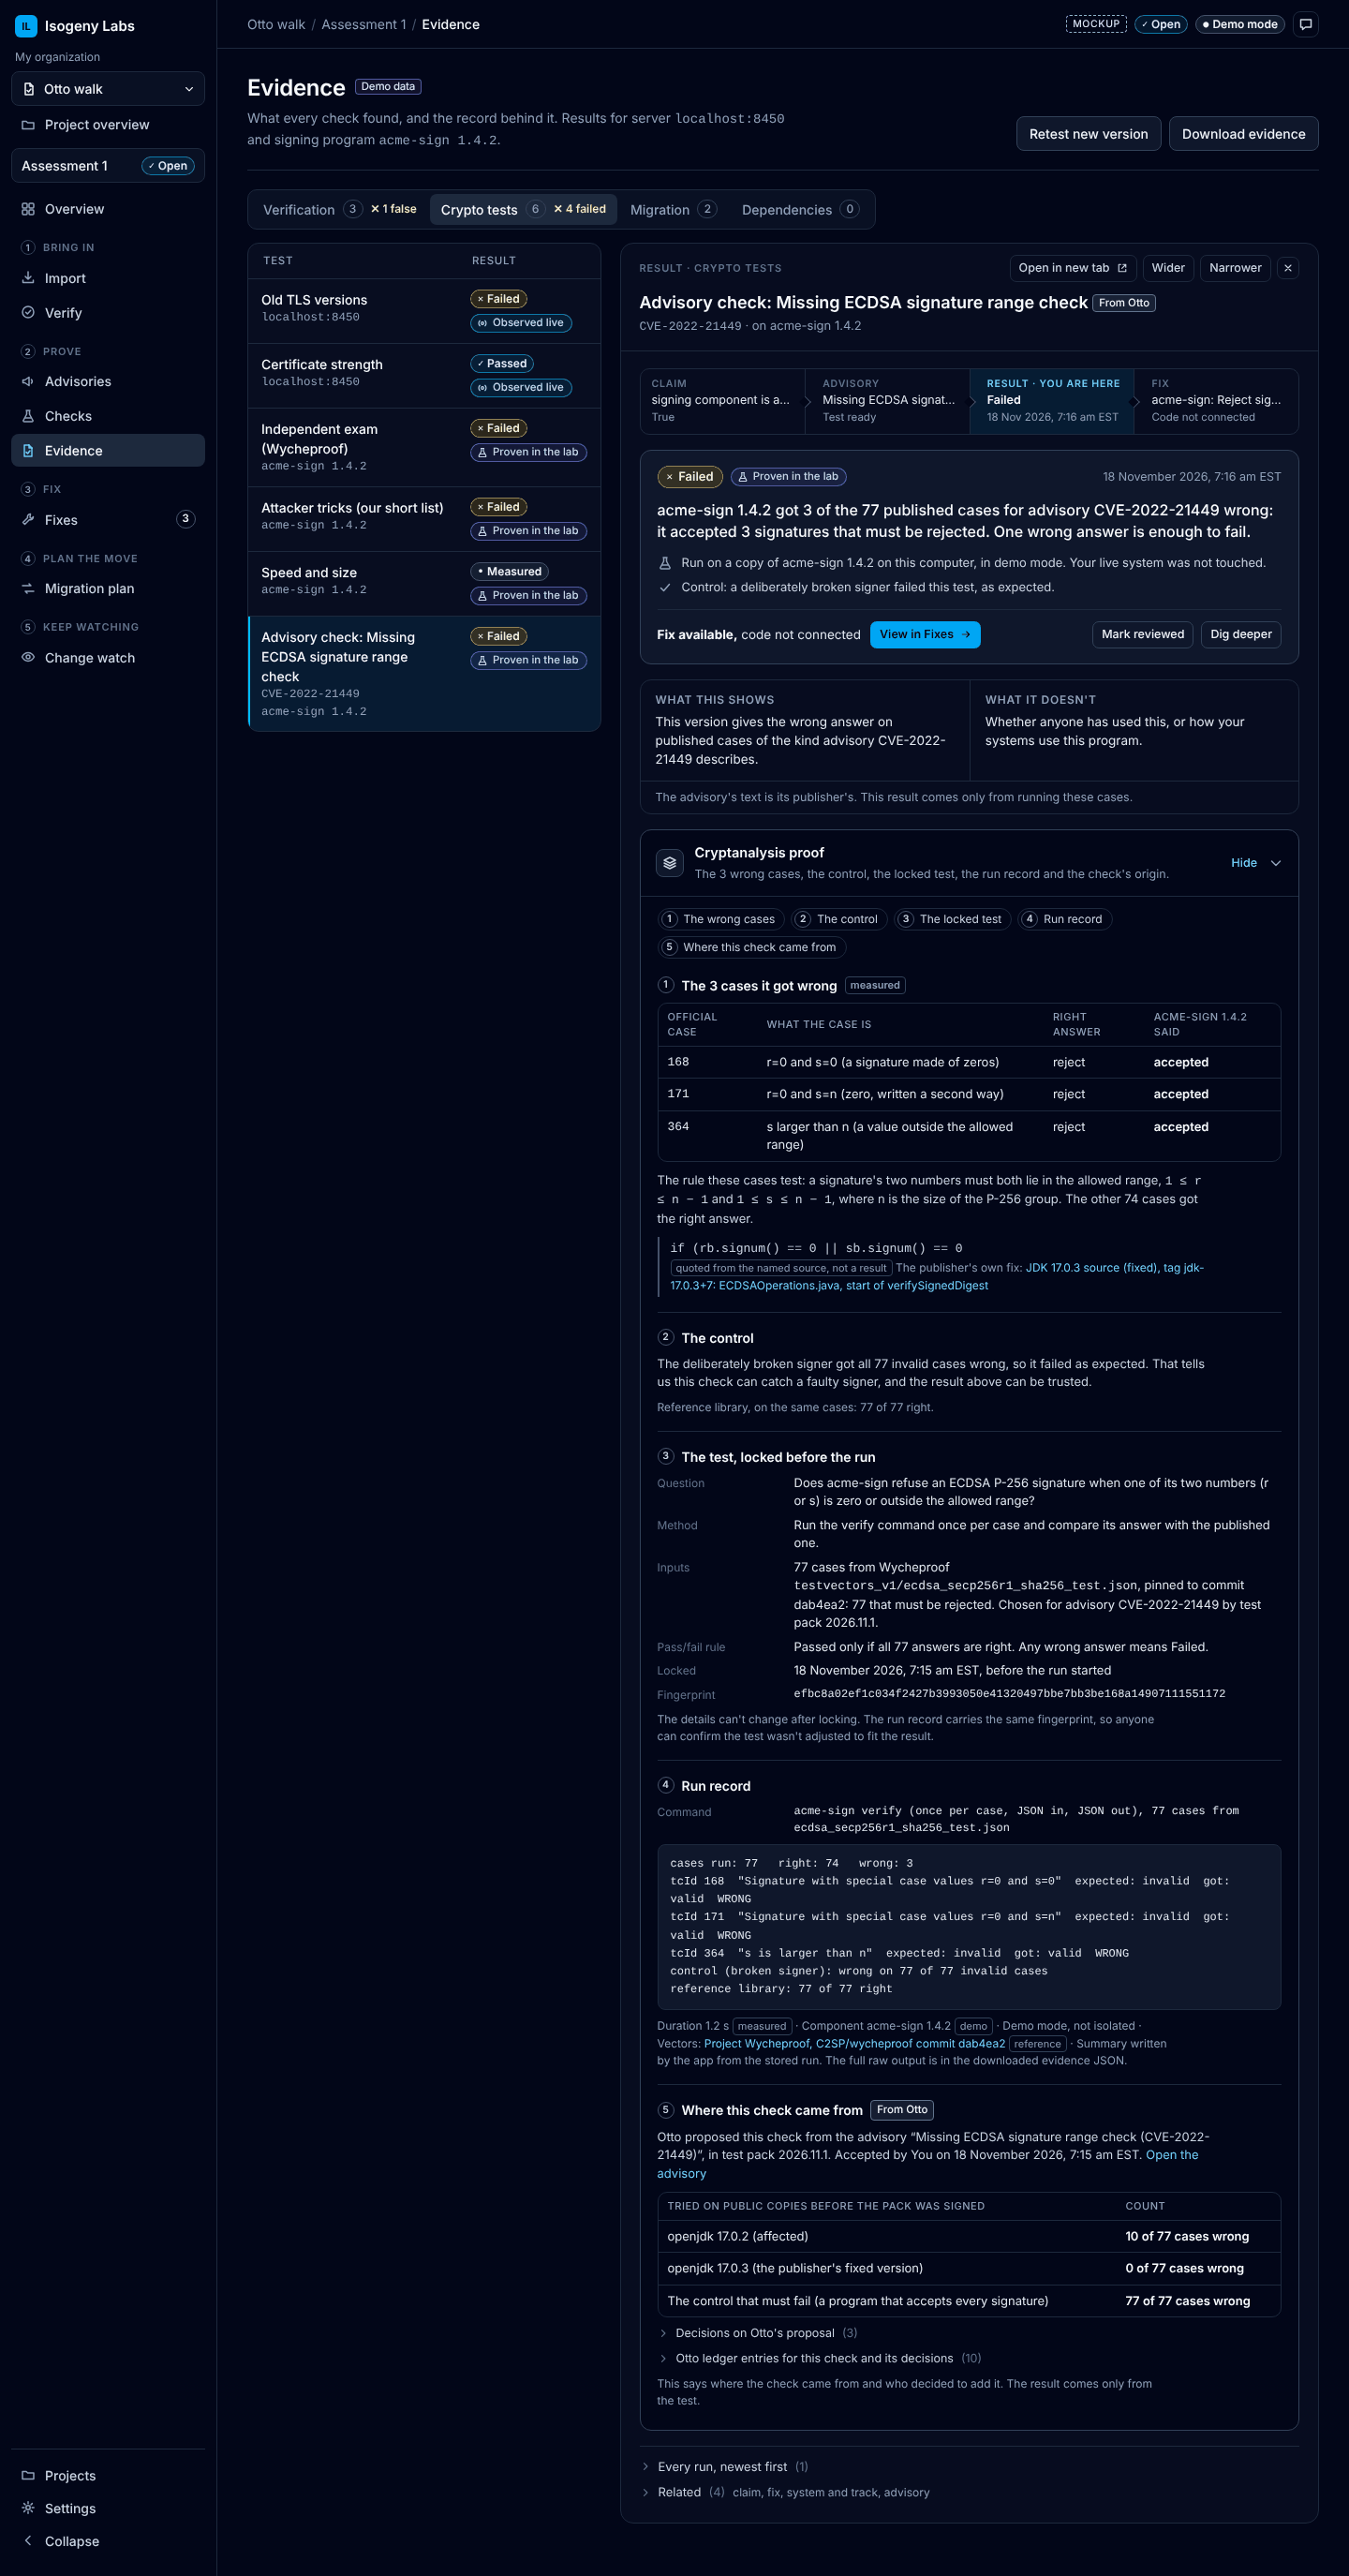 IL Isogeny Labs
My organization
Otto walk
Project overview
Assessment 1 ✓ Open
Overview
1 BRING IN
Import
Verify
2 PROVE
Advisories
Checks
Evidence
3 FIX
Fixes 3
4 PLAN THE MOVE
Migration plan
5 KEEP WATCHING
Change watch
Projects
Settings
Collapse
Otto walk / Assessment 1 / Evidence
MOCKUP ✓ Open • Demo mode
Evidence Demo data
What every check found, and the record behind it. Results for server localhost:8450
and signing program acme-sign 1.4.2.
Retest new version Download evidence
Verification 3 ✕ 1 false Crypto tests 6 ✕ 4 failed Migration 2 Dependencies 0
TEST RESULT
Old TLS versions × Failed
localhost:8450 Observed live
Certificate strength ✓ Passed
localhost:8450 Observed live
Independent exam × Failed
(Wycheproof) Proven in the lab
acme-sign 1.4.2
Attacker tricks (our short list) × Failed
acme-sign 1.4.2 Proven in the lab
Speed and size • Measured
acme-sign 1.4.2 Proven in the lab
Advisory check: Missing × Failed
ECDSA signature range Proven in the lab
check
CVE-2022-21449
acme-sign 1.4.2
RESULT · CRYPTO TESTS Open in new tab Wider Narrower ×
Advisory check: Missing ECDSA signature range check From Otto
CVE-2022-21449 · on acme-sign 1.4.2
CLAIM ADVISORY RESULT · YOU ARE HERE FIX
signing component is a... Missing ECDSA signat... Failed acme-sign: Reject sig...
True Test ready 18 Nov 2026, 7:16 am EST Code not connected
× Failed Proven in the lab 18 November 2026, 7:16 am EST
acme-sign 1.4.2 got 3 of the 77 published cases for advisory CVE-2022-21449 wrong:
it accepted 3 signatures that must be rejected. One wrong answer is enough to fail.
Run on a copy of acme-sign 1.4.2 on this computer, in demo mode. Your live system was not touched.
Control: a deliberately broken signer failed this test, as expected.
Fix available, code not connected View in Fixes → Mark reviewed Dig deeper
WHAT THIS SHOWS WHAT IT DOESN'T
This version gives the wrong answer on Whether anyone has used this, or how your
published cases of the kind advisory CVE-2022- systems use this program.
21449 describes.
The advisory's text is its publisher's. This result comes only from running these cases.
Cryptanalysis proof
The 3 wrong cases, the control, the locked test, the run record and the check's origin. Hide
1 The wrong cases 2 The control 3 The locked test 4 Run record
5 Where this check came from
1 The 3 cases it got wrong measured
OFFICIAL CASE WHAT THE CASE IS RIGHT ANSWER ACME-SIGN 1.4.2 SAID
168 r=0 and s=0 (a signature made of zeros) reject accepted
171 r=0 and s=n (zero, written a second way) reject accepted
364 s larger than n (a value outside the allowed reject accepted
range)
The rule these cases test: a signature's two numbers must both lie in the allowed range, 1 ≤ r
≤ n − 1 and 1 ≤ s ≤ n − 1, where n is the size of the P-256 group. The other 74 cases got
the right answer.
if (rb.signum() == 0 || sb.signum() == 0
quoted from the named source, not a result The publisher's own fix: JDK 17.0.3 source (fixed), tag jdk-
17.0.3+7: ECDSAOperations.java, start of verifySignedDigest
2 The control
The deliberately broken signer got all 77 invalid cases wrong, so it failed as expected. That tells
us this check can catch a faulty signer, and the result above can be trusted.
Reference library, on the same cases: 77 of 77 right.
3 The test, locked before the run
Question Does acme-sign refuse an ECDSA P-256 signature when one of its two numbers (r
or s) is zero or outside the allowed range?
Method Run the verify command once per case and compare its answer with the published
one.
Inputs 77 cases from Wycheproof
testvectors_v1/ecdsa_secp256r1_sha256_test.json, pinned to commit
dab4ea2: 77 that must be rejected. Chosen for advisory CVE-2022-21449 by test
pack 2026.11.1.
Pass/fail rule Passed only if all 77 answers are right. Any wrong answer means Failed.
Locked 18 November 2026, 7:15 am EST, before the run started
Fingerprint efbc8a02ef1c034f2427b3993050e41320497bbe7bb3be168a14907111551172
The details can't change after locking. The run record carries the same fingerprint, so anyone
can confirm the test wasn't adjusted to fit the result.
4 Run record
Command acme-sign verify (once per case, JSON in, JSON out), 77 cases from
ecdsa_secp256r1_sha256_test.json
cases run: 77 right: 74 wrong: 3
tcId 168 "Signature with special case values r=0 and s=0" expected: invalid got:
valid WRONG
tcId 171 "Signature with special case values r=0 and s=n" expected: invalid got:
valid WRONG
tcId 364 "s is larger than n" expected: invalid got: valid WRONG
control (broken signer): wrong on 77 of 77 invalid cases
reference library: 77 of 77 right
Duration 1.2 s measured · Component acme-sign 1.4.2 demo · Demo mode, not isolated ·
Vectors: Project Wycheproof, C2SP/wycheproof commit dab4ea2 reference · Summary written
by the app from the stored run. The full raw output is in the downloaded evidence JSON.
5 Where this check came from From Otto
Otto proposed this check from the advisory “Missing ECDSA signature range check (CVE-2022-
21449)”, in test pack 2026.11.1. Accepted by You on 18 November 2026, 7:15 am EST. Open the
advisory
TRIED ON PUBLIC COPIES BEFORE THE PACK WAS SIGNED COUNT
openjdk 17.0.2 (affected) 10 of 77 cases wrong
openjdk 17.0.3 (the publisher's fixed version) 0 of 77 cases wrong
The control that must fail (a program that accepts every signature) 77 of 77 cases wrong
Decisions on Otto's proposal (3)
Otto ledger entries for this check and its decisions (10)
This says where the check came from and who decided to add it. The result comes only from
the test.
Every run, newest first (1)
Related (4) claim, fix, system and track, advisory